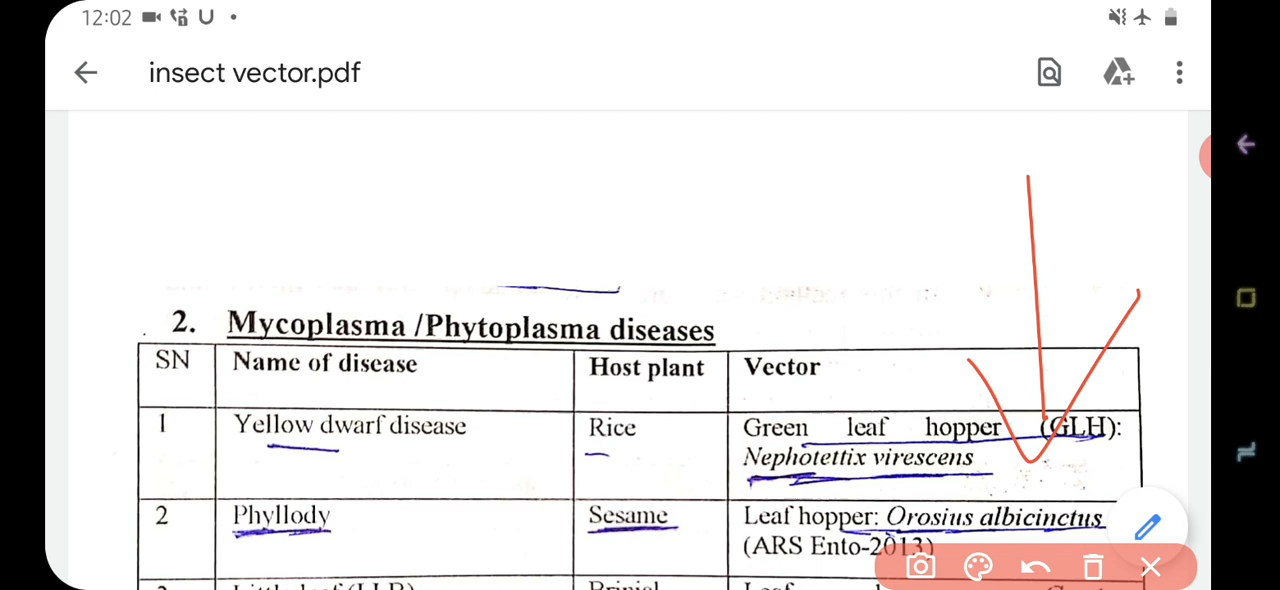 12:02
insect vector.pdf
2. Mycoplasma /Phytoplasma diseases
SN Name of disease Host plant Vector
1 Yellow dwarf disease Rice Green leaf hopper (GLH):
Nephotettix virescens
2 Phyllody Sesame Leaf hopper: Orosius albicinctus
(ARS Ento-2013)